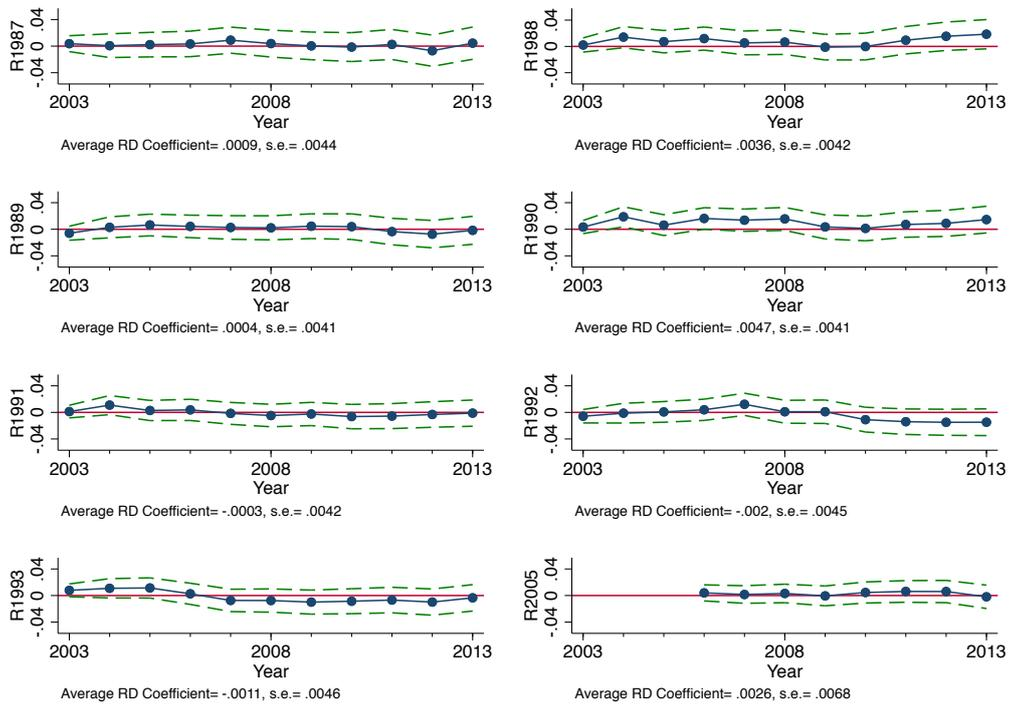 R1987
.04
0
-.04
2003 2008 2013
Year
Average RD Coefficient= .0009, s.e.= .0044
R1988
.04
0
-.04
2003 2008 2013
Year
Average RD Coefficient= .0036, s.e.= .0042
R1989
.04
0
-.04
2003 2008 2013
Year
Average RD Coefficient= .0004, s.e.= .0041
R1990
.04
0
-.04
2003 2008 2013
Year
Average RD Coefficient= .0047, s.e.= .0041
R1991
.04
0
-.04
2003 2008 2013
Year
Average RD Coefficient= -.0003, s.e.= .0042
R1992
.04
0
-.04
2003 2008 2013
Year
Average RD Coefficient= -.002, s.e.= .0045
R1993
.04
0
-.04
2003 2008 2013
Year
Average RD Coefficient= -.0011, s.e.= .0046
R2005
.04
0
-.04
2003 2008 2013
Year
Average RD Coefficient= .0026, s.e.= .0068